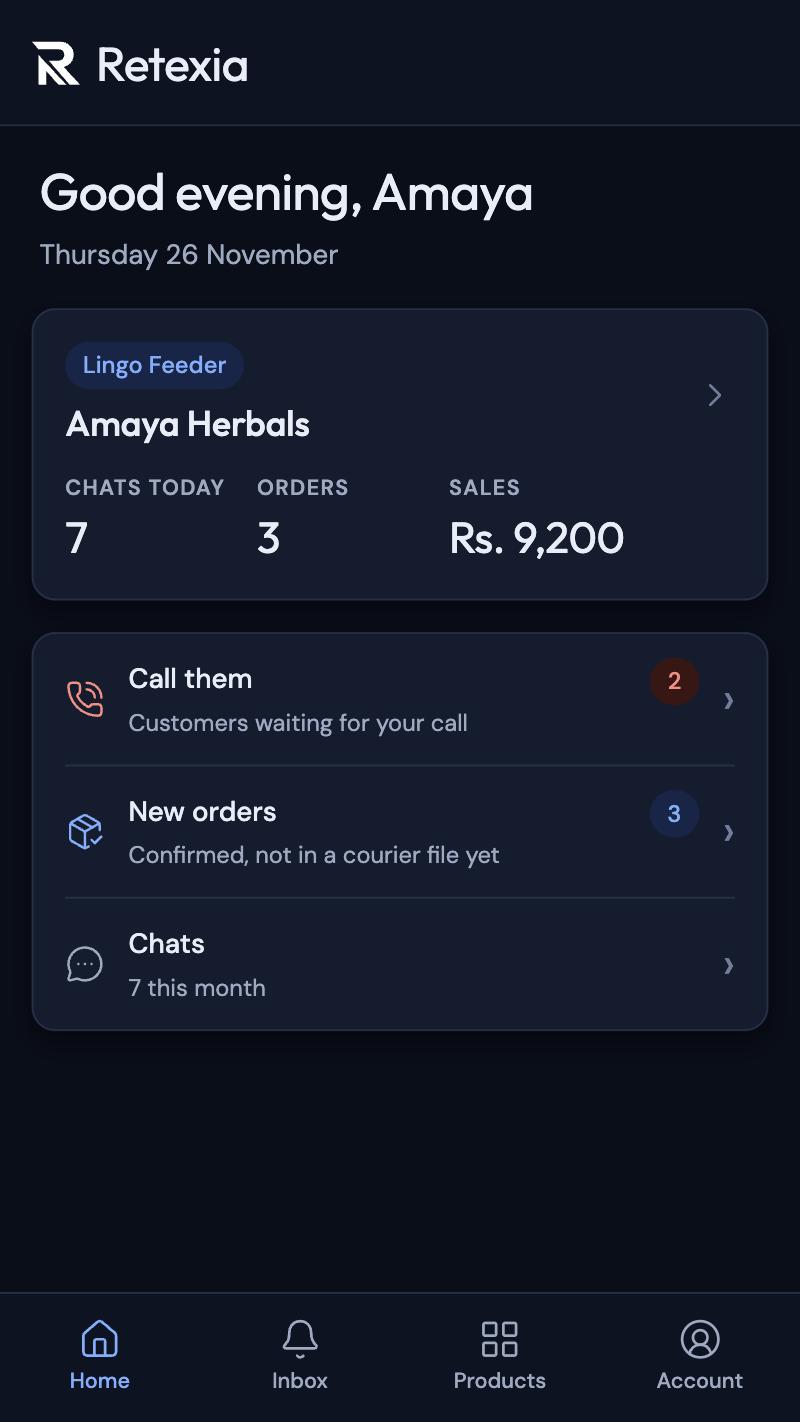 Retexia
Good evening, Amaya
Thursday 26 November
Lingo Feeder
Amaya Herbals
CHATS TODAY ORDERS SALES
7 3 Rs. 9,200
Call them 2
Customers waiting for your call
New orders 3
Confirmed, not in a courier file yet
Chats
7 this month
Home Inbox Products Account